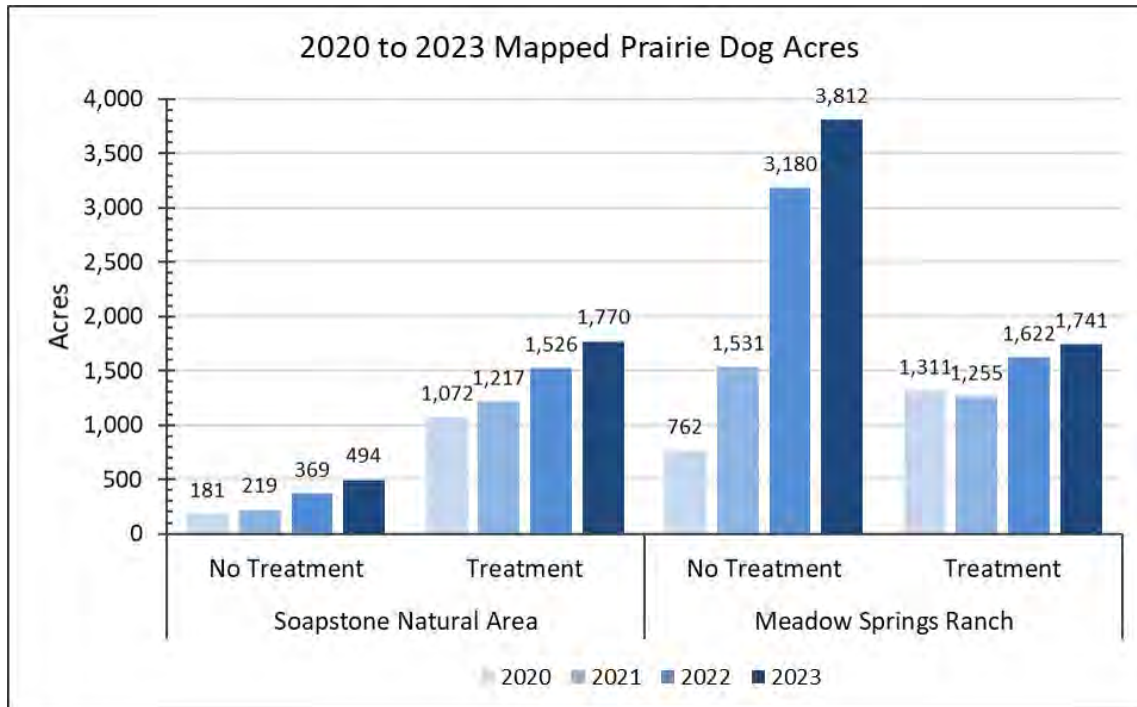 2020 to 2023 Mapped Prairie Dog Acres
Acres
4,000
3,500
3,000
2,500
2,000
1,500
1,000
500
0
181
219
369
494
1,072
1,217
1,526
1,770
762
1,531
3,180
3,812
1,311
1,255
1,622
1,741
No Treatment
Treatment
No Treatment
Treatment
Soapstone Natural Area
Meadow Springs Ranch
2020 2021 2022 2023